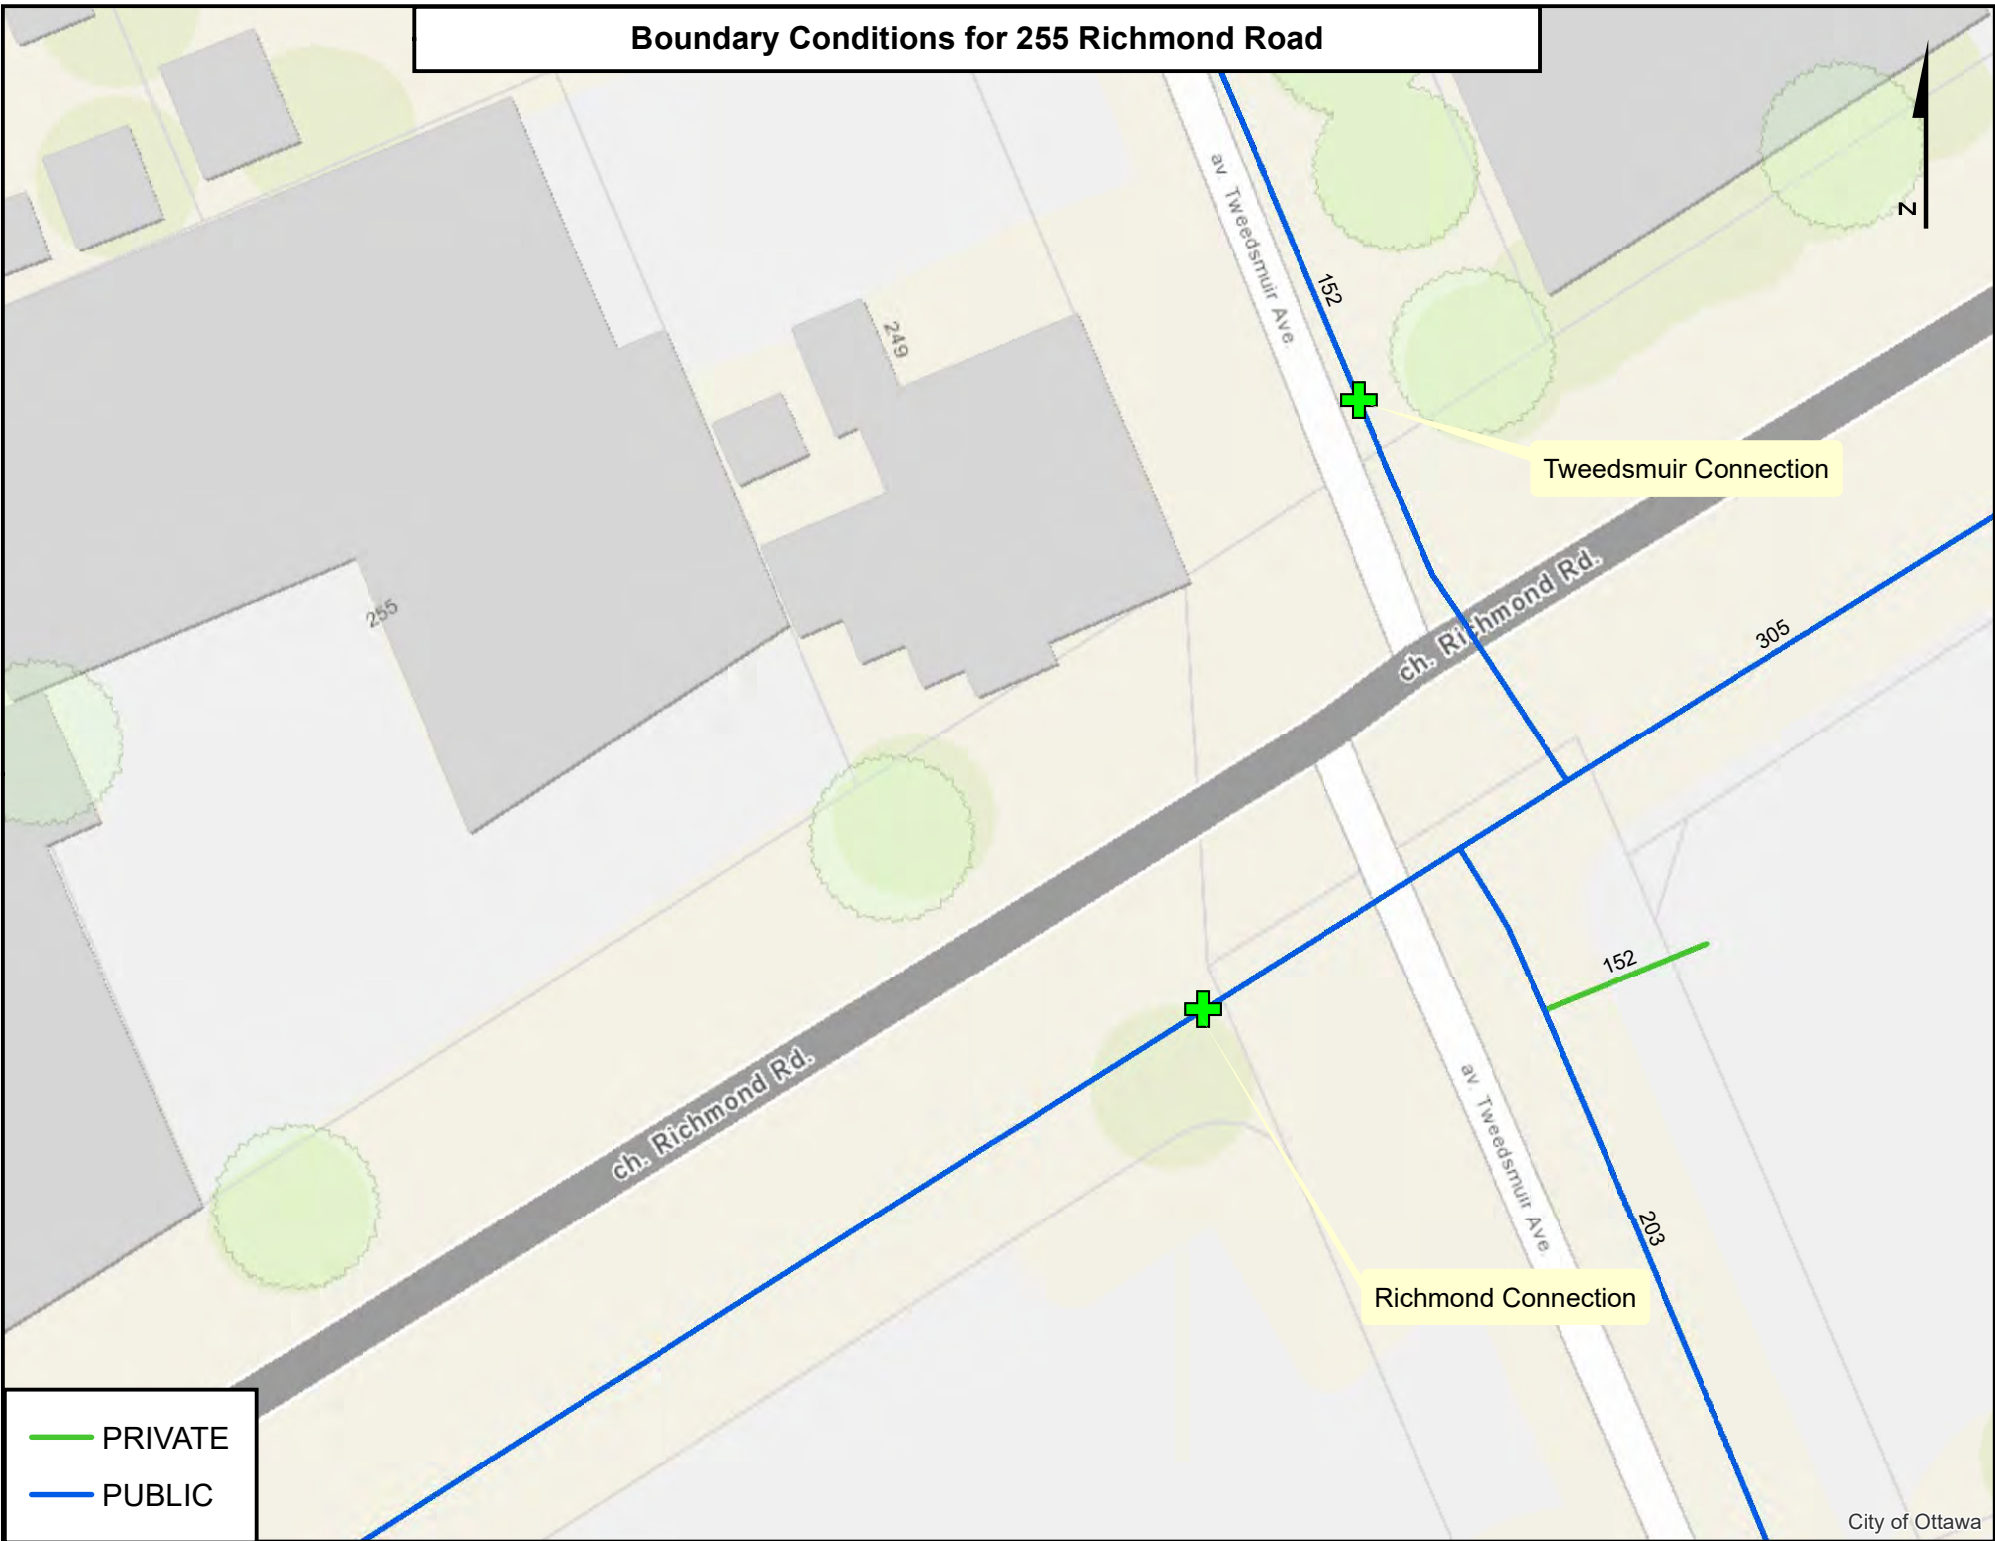 Boundary Conditions for 255 Richmond Road
av. Tweedsmuir Ave.
152
249
N
Tweedsmuir Connection
ch. Richmond Rd.
255
305
152
ch. Richmond Rd.
av. Tweedsmuir Ave.
203
Richmond Connection
PRIVATE
PUBLIC
City of Ottawa